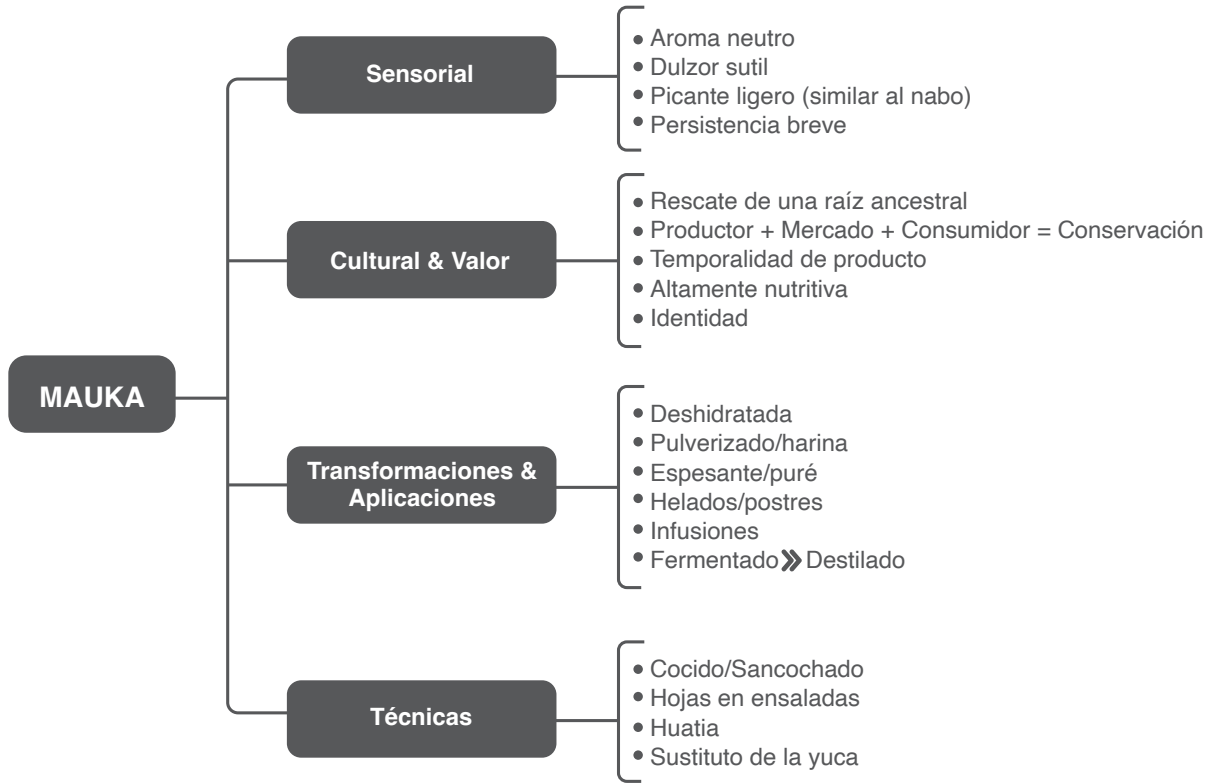 MAUKA
Sensorial
• Aroma neutro
• Dulzor sutil
• Picante ligero (similar al nabo)
• Persistencia breve
Cultural & Valor
• Rescate de una raíz ancestral
• Productor + Mercado + Consumidor = Conservación
• Temporalidad de producto
• Altamente nutritiva
• Identidad
Transformaciones &
Aplicaciones
• Deshidratada
• Pulverizado/harina
• Espesante/puré
• Helados/postres
• Infusiones
• Fermentado » Destilado
Técnicas
• Cocido/Sancochado
• Hojas en ensaladas
• Huatia
• Sustituto de la yuca